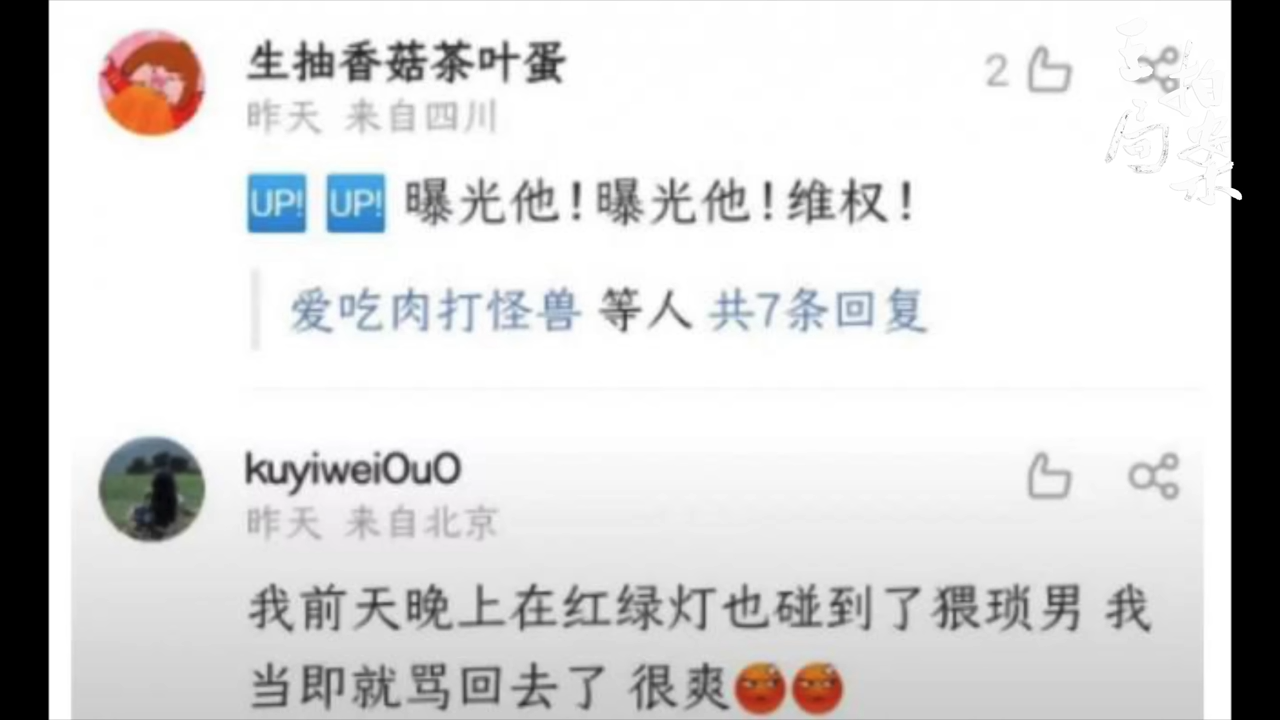 生抽香菇茶叶蛋
2
昨天 来自四川
UP! UP! 曝光他！曝光他！维权！
爱吃肉打怪兽 等人 共7条回复
kuyiweiOuO
昨天 来自北京
我前天晚上在红绿灯也碰到了猥琐男 我
当即就骂回去了 很爽